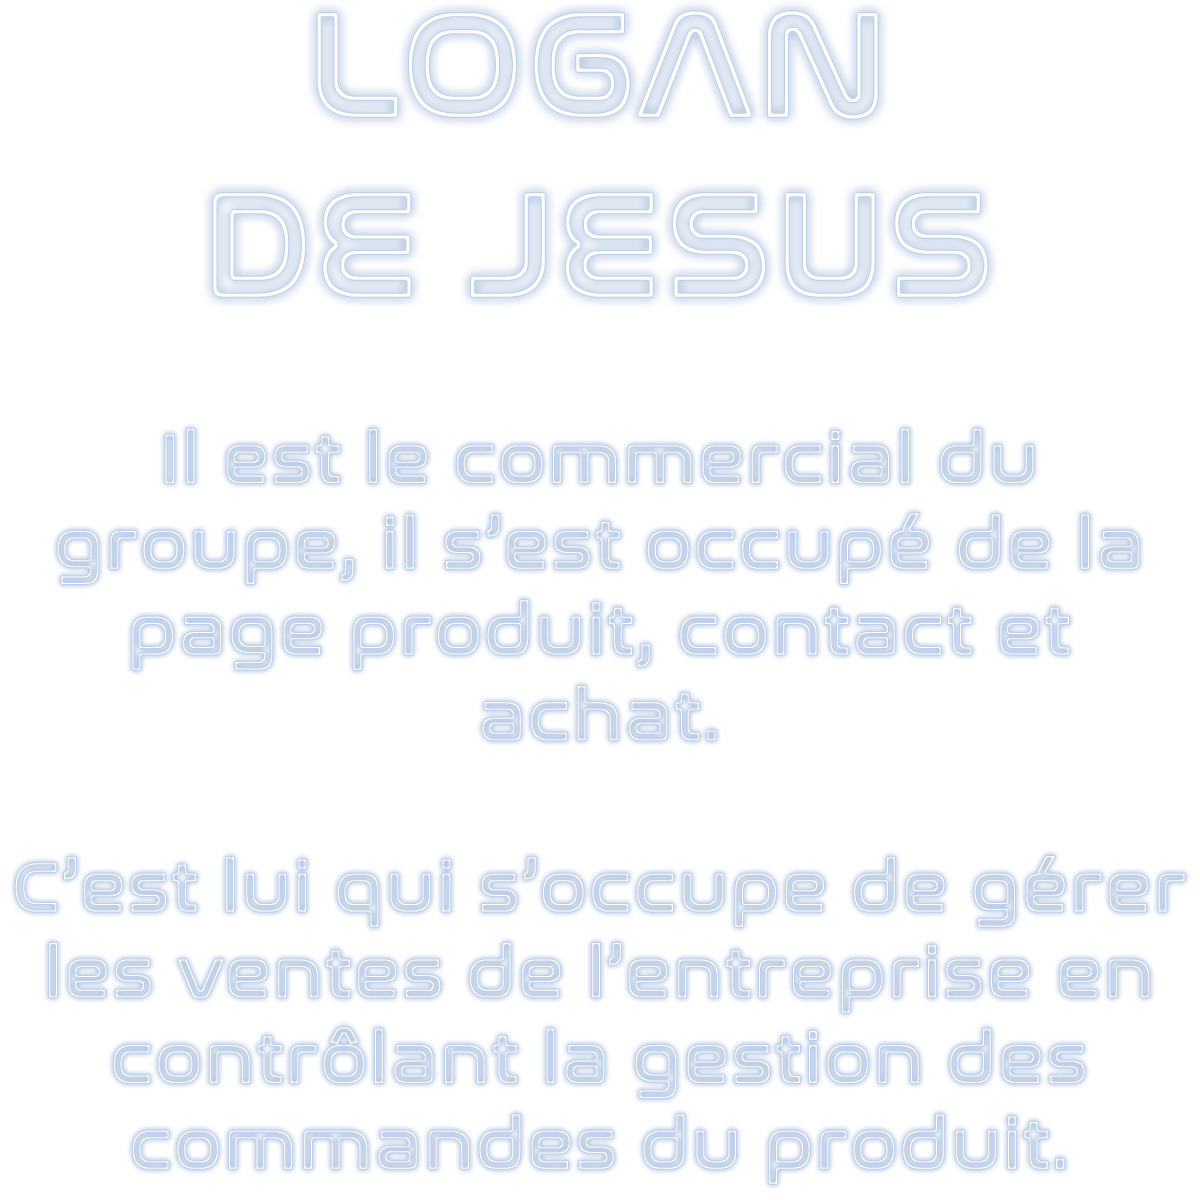 LOGAN
DE JESUS
Il est le commercial du
groupe, il s’est occupé de la
page produit, contact et
achat.
C’est lui qui s’occupe de gérer
les ventes de l’entreprise en
contrôlant la gestion des
commandes du produit.